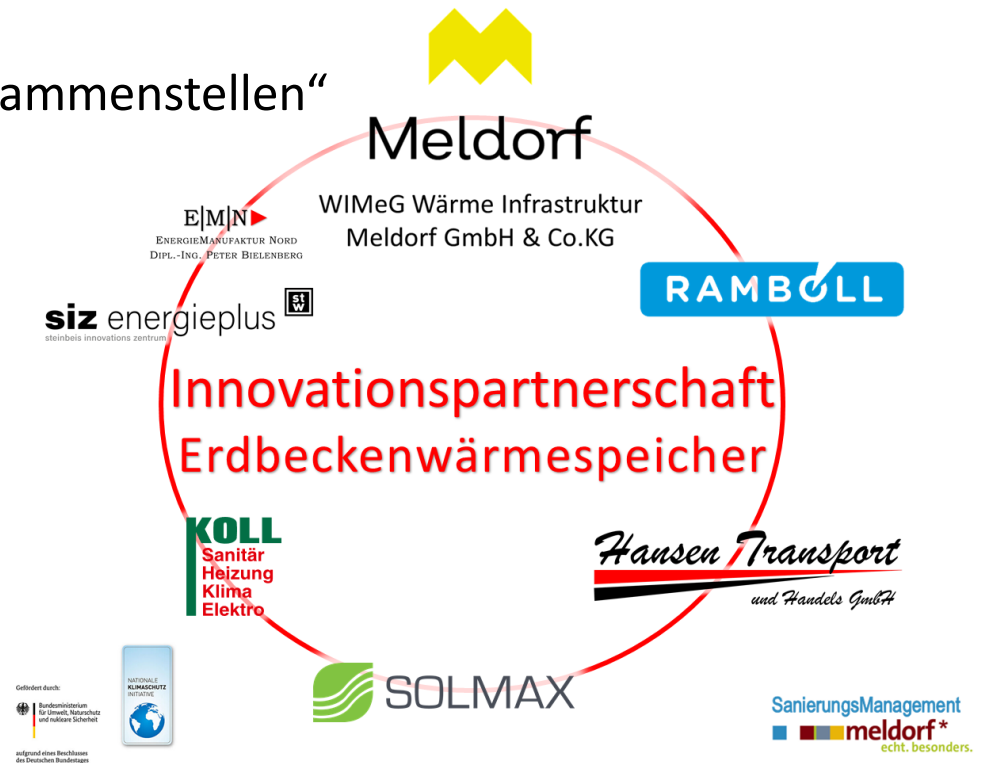 ammenstellen“
Meldorf
WIMeG Wärme Infrastruktur
Meldorf GmbH & Co.KG
E|M|N
ENERGIEMANUFAKTUR NORD
DIPL.-ING. PETER BIELENBERG
RAMBOLL
siz energieplus stw
steinbeis innovations zentrum
Innovationspartnerschaft
Erdbeckenwärmespeicher
KOLL
Sanitär
Heizung
Klima
Elektro
Hansen Transport
und Handels GmbH
SOLMAX
Gefördert durch:
Bundesministerium
für Umwelt, Naturschutz
und nukleare Sicherheit
aufgrund eines Beschlusses
des Deutschen Bundestages
NATIONALE
KLIMASCHUTZ
INITIATIVE
SanierungsManagement
meldorf*
echt. besonders.